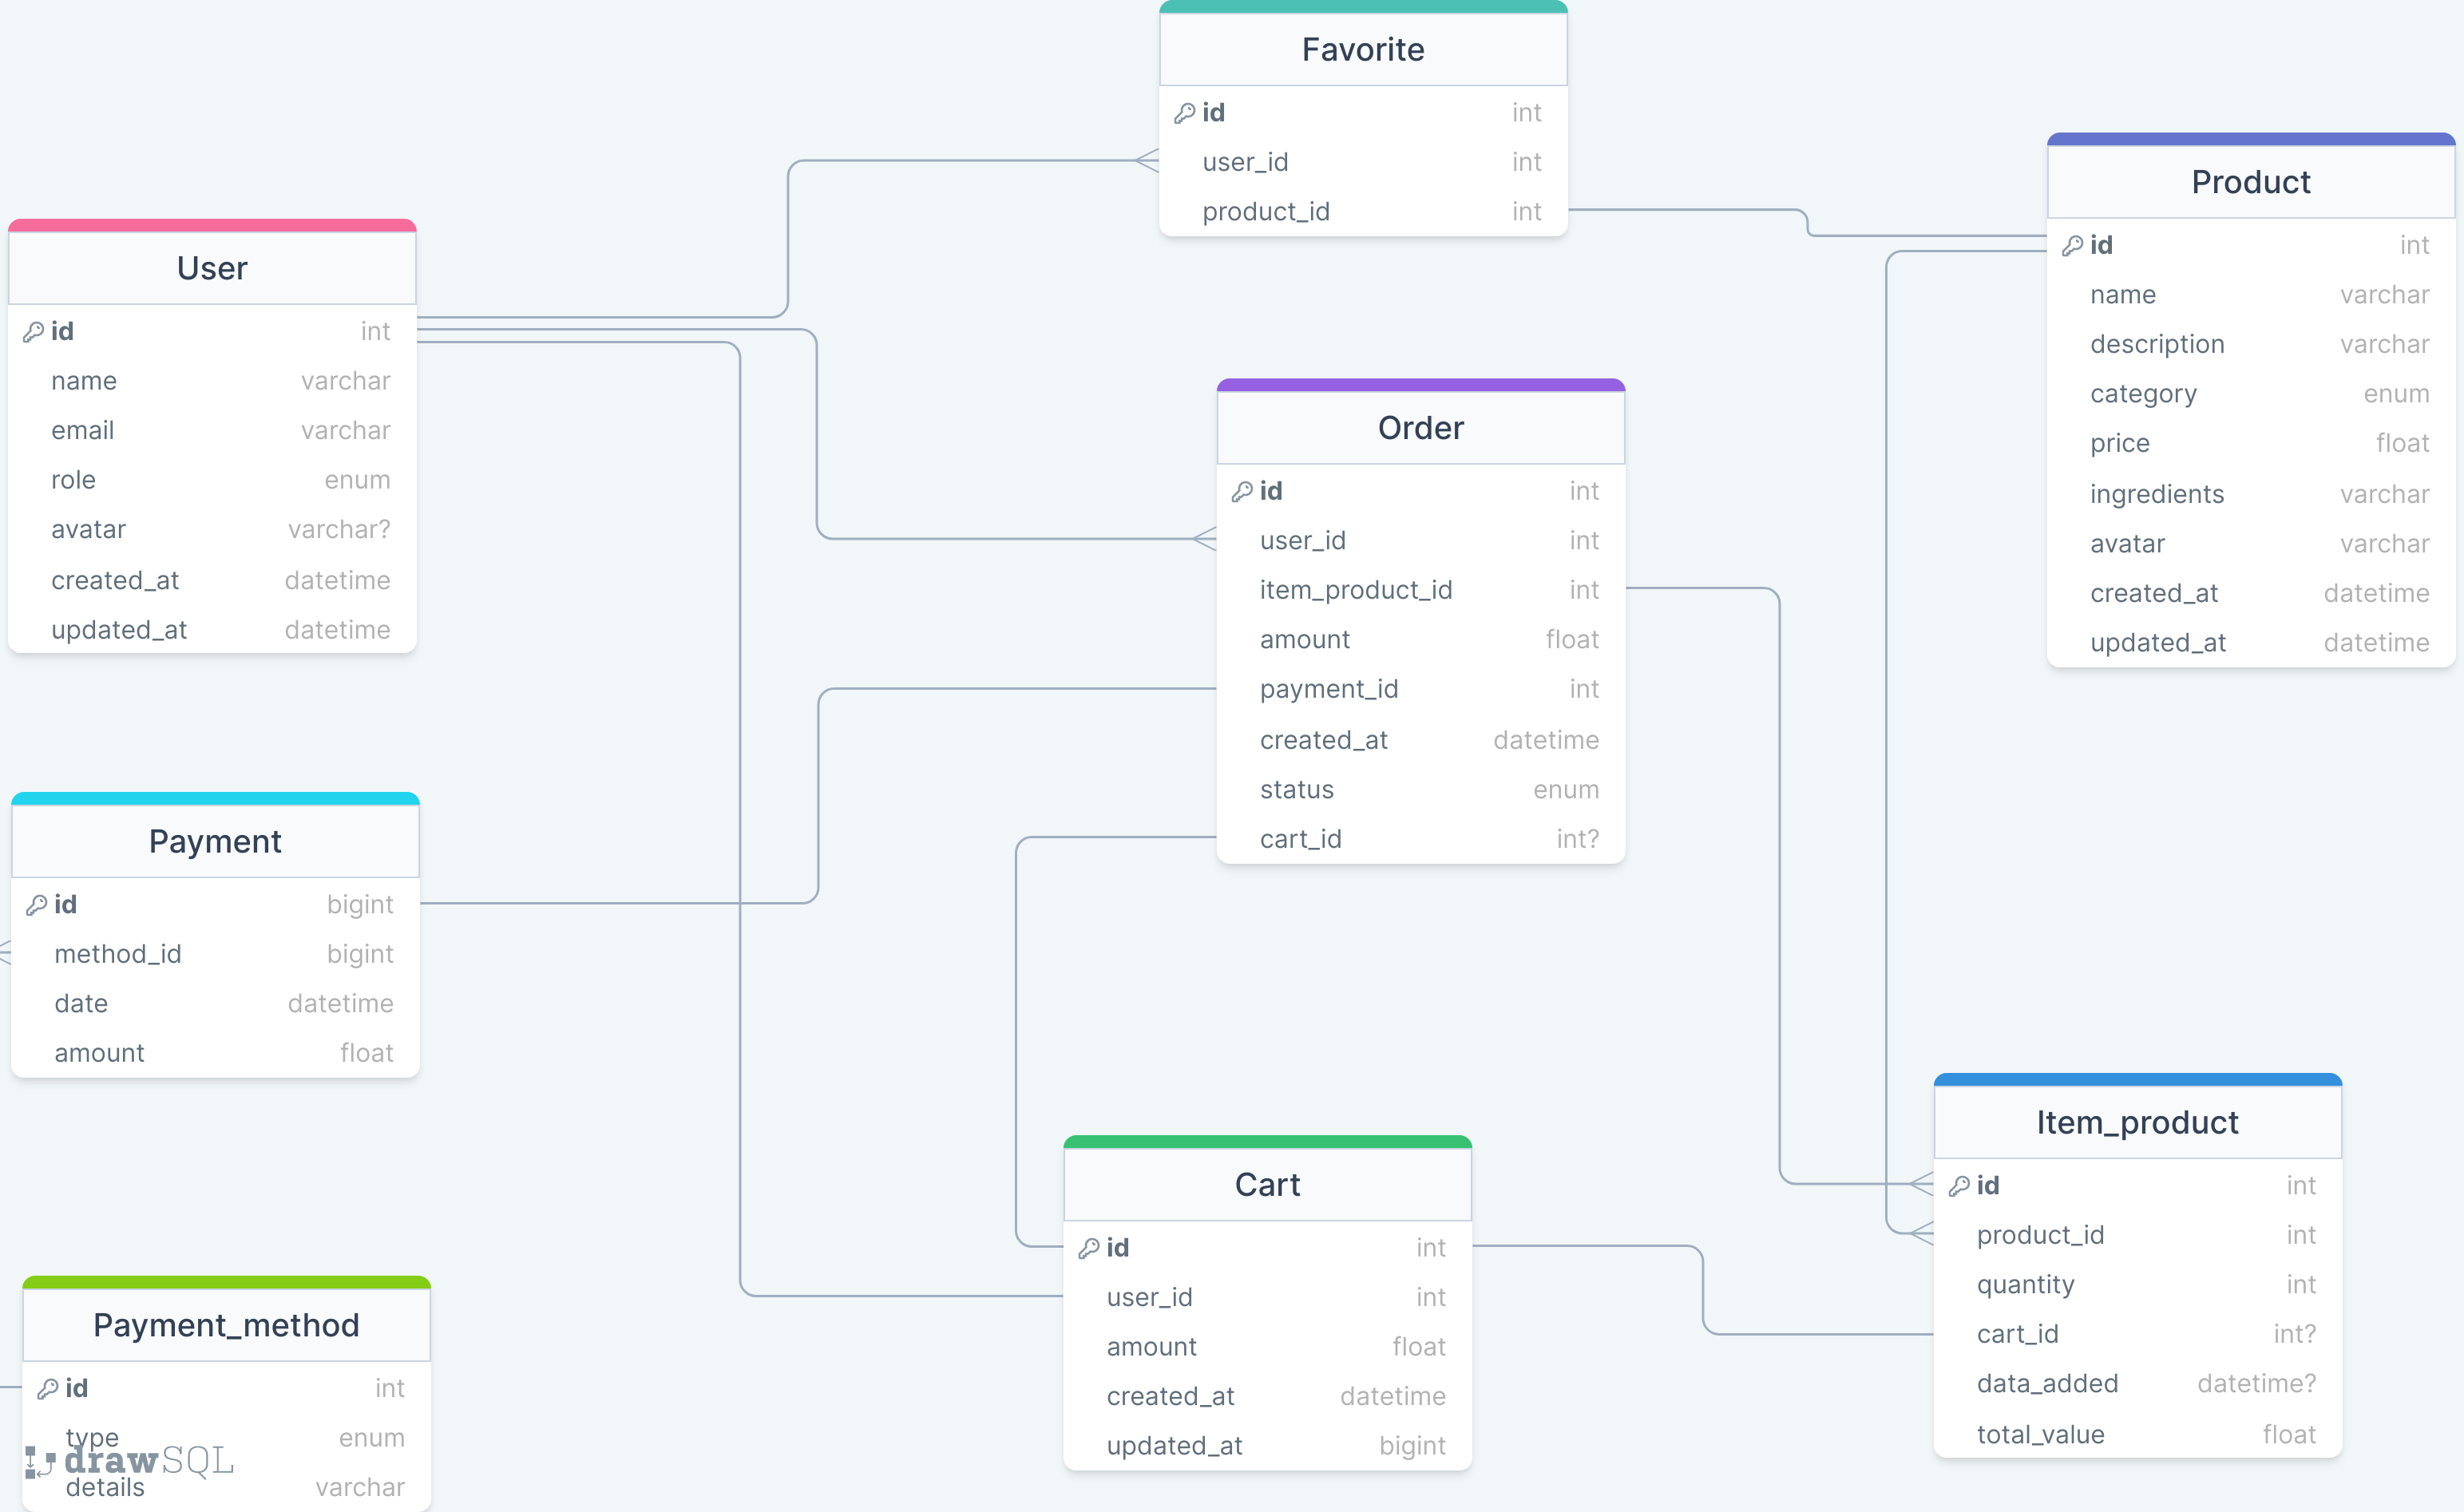 Favorite
id int
user_id int
product_id int
Product
id int
name varchar
description varchar
category enum
price float
ingredients varchar
avatar varchar
created_at datetime
updated_at datetime
User
id int
name varchar
email varchar
role enum
avatar varchar?
created_at datetime
updated_at datetime
Order
id int
user_id int
item_product_id int
amount float
payment_id int
created_at datetime
status enum
cart_id int?
Payment
id bigint
method_id bigint
date datetime
amount float
Cart
id int
user_id int
amount float
created_at datetime
updated_at bigint
Item_product
id int
product_id int
quantity int
cart_id int?
data_added datetime?
total_value float
Payment_method
id int
type enum
drawSQL
details varchar